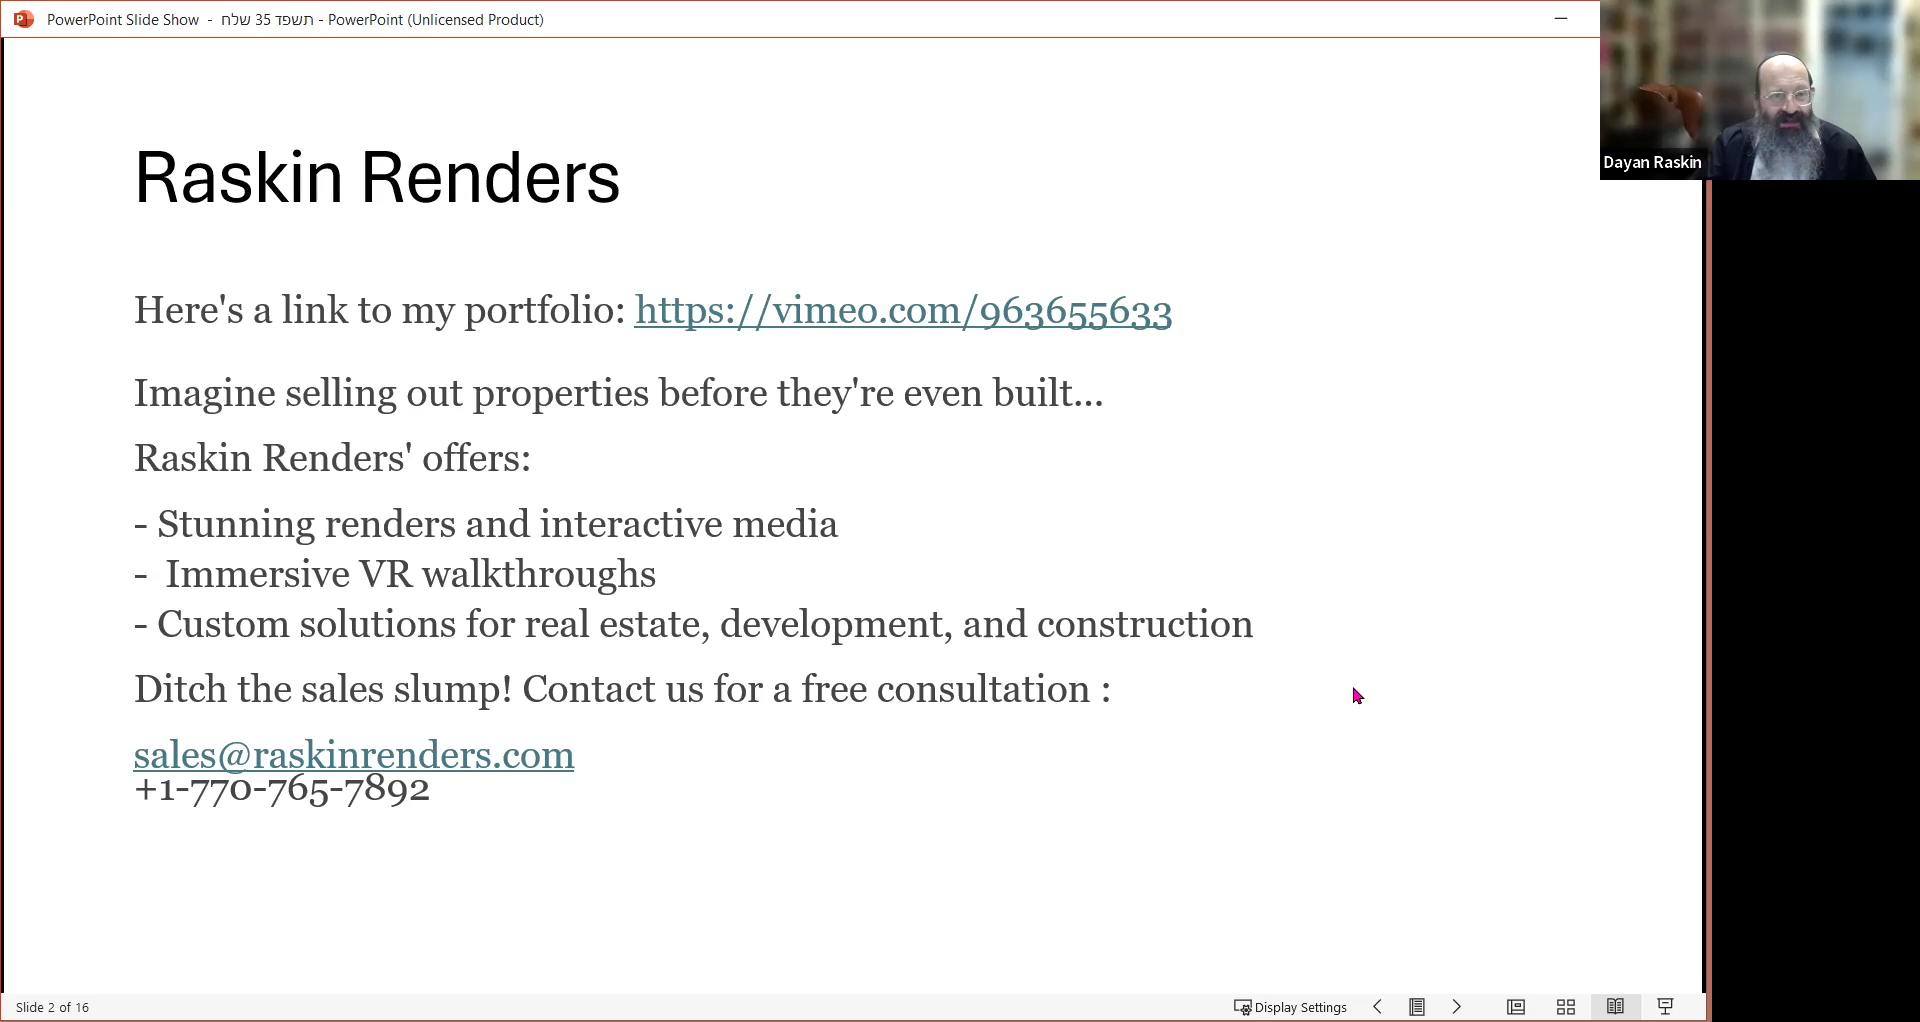 PowerPoint Slide Show - תשפד 35 שלח - PowerPoint (Unlicensed Product)
Dayan Raskin
Raskin Renders
Here's a link to my portfolio: https://vimeo.com/963655633
Imagine selling out properties before they're even built...
Raskin Renders' offers:
- Stunning renders and interactive media
-  Immersive VR walkthroughs
- Custom solutions for real estate, development, and construction
Ditch the sales slump! Contact us for a free consultation :
sales@raskinrenders.com
+1-770-765-7892
Slide 2 of 16
Display Settings